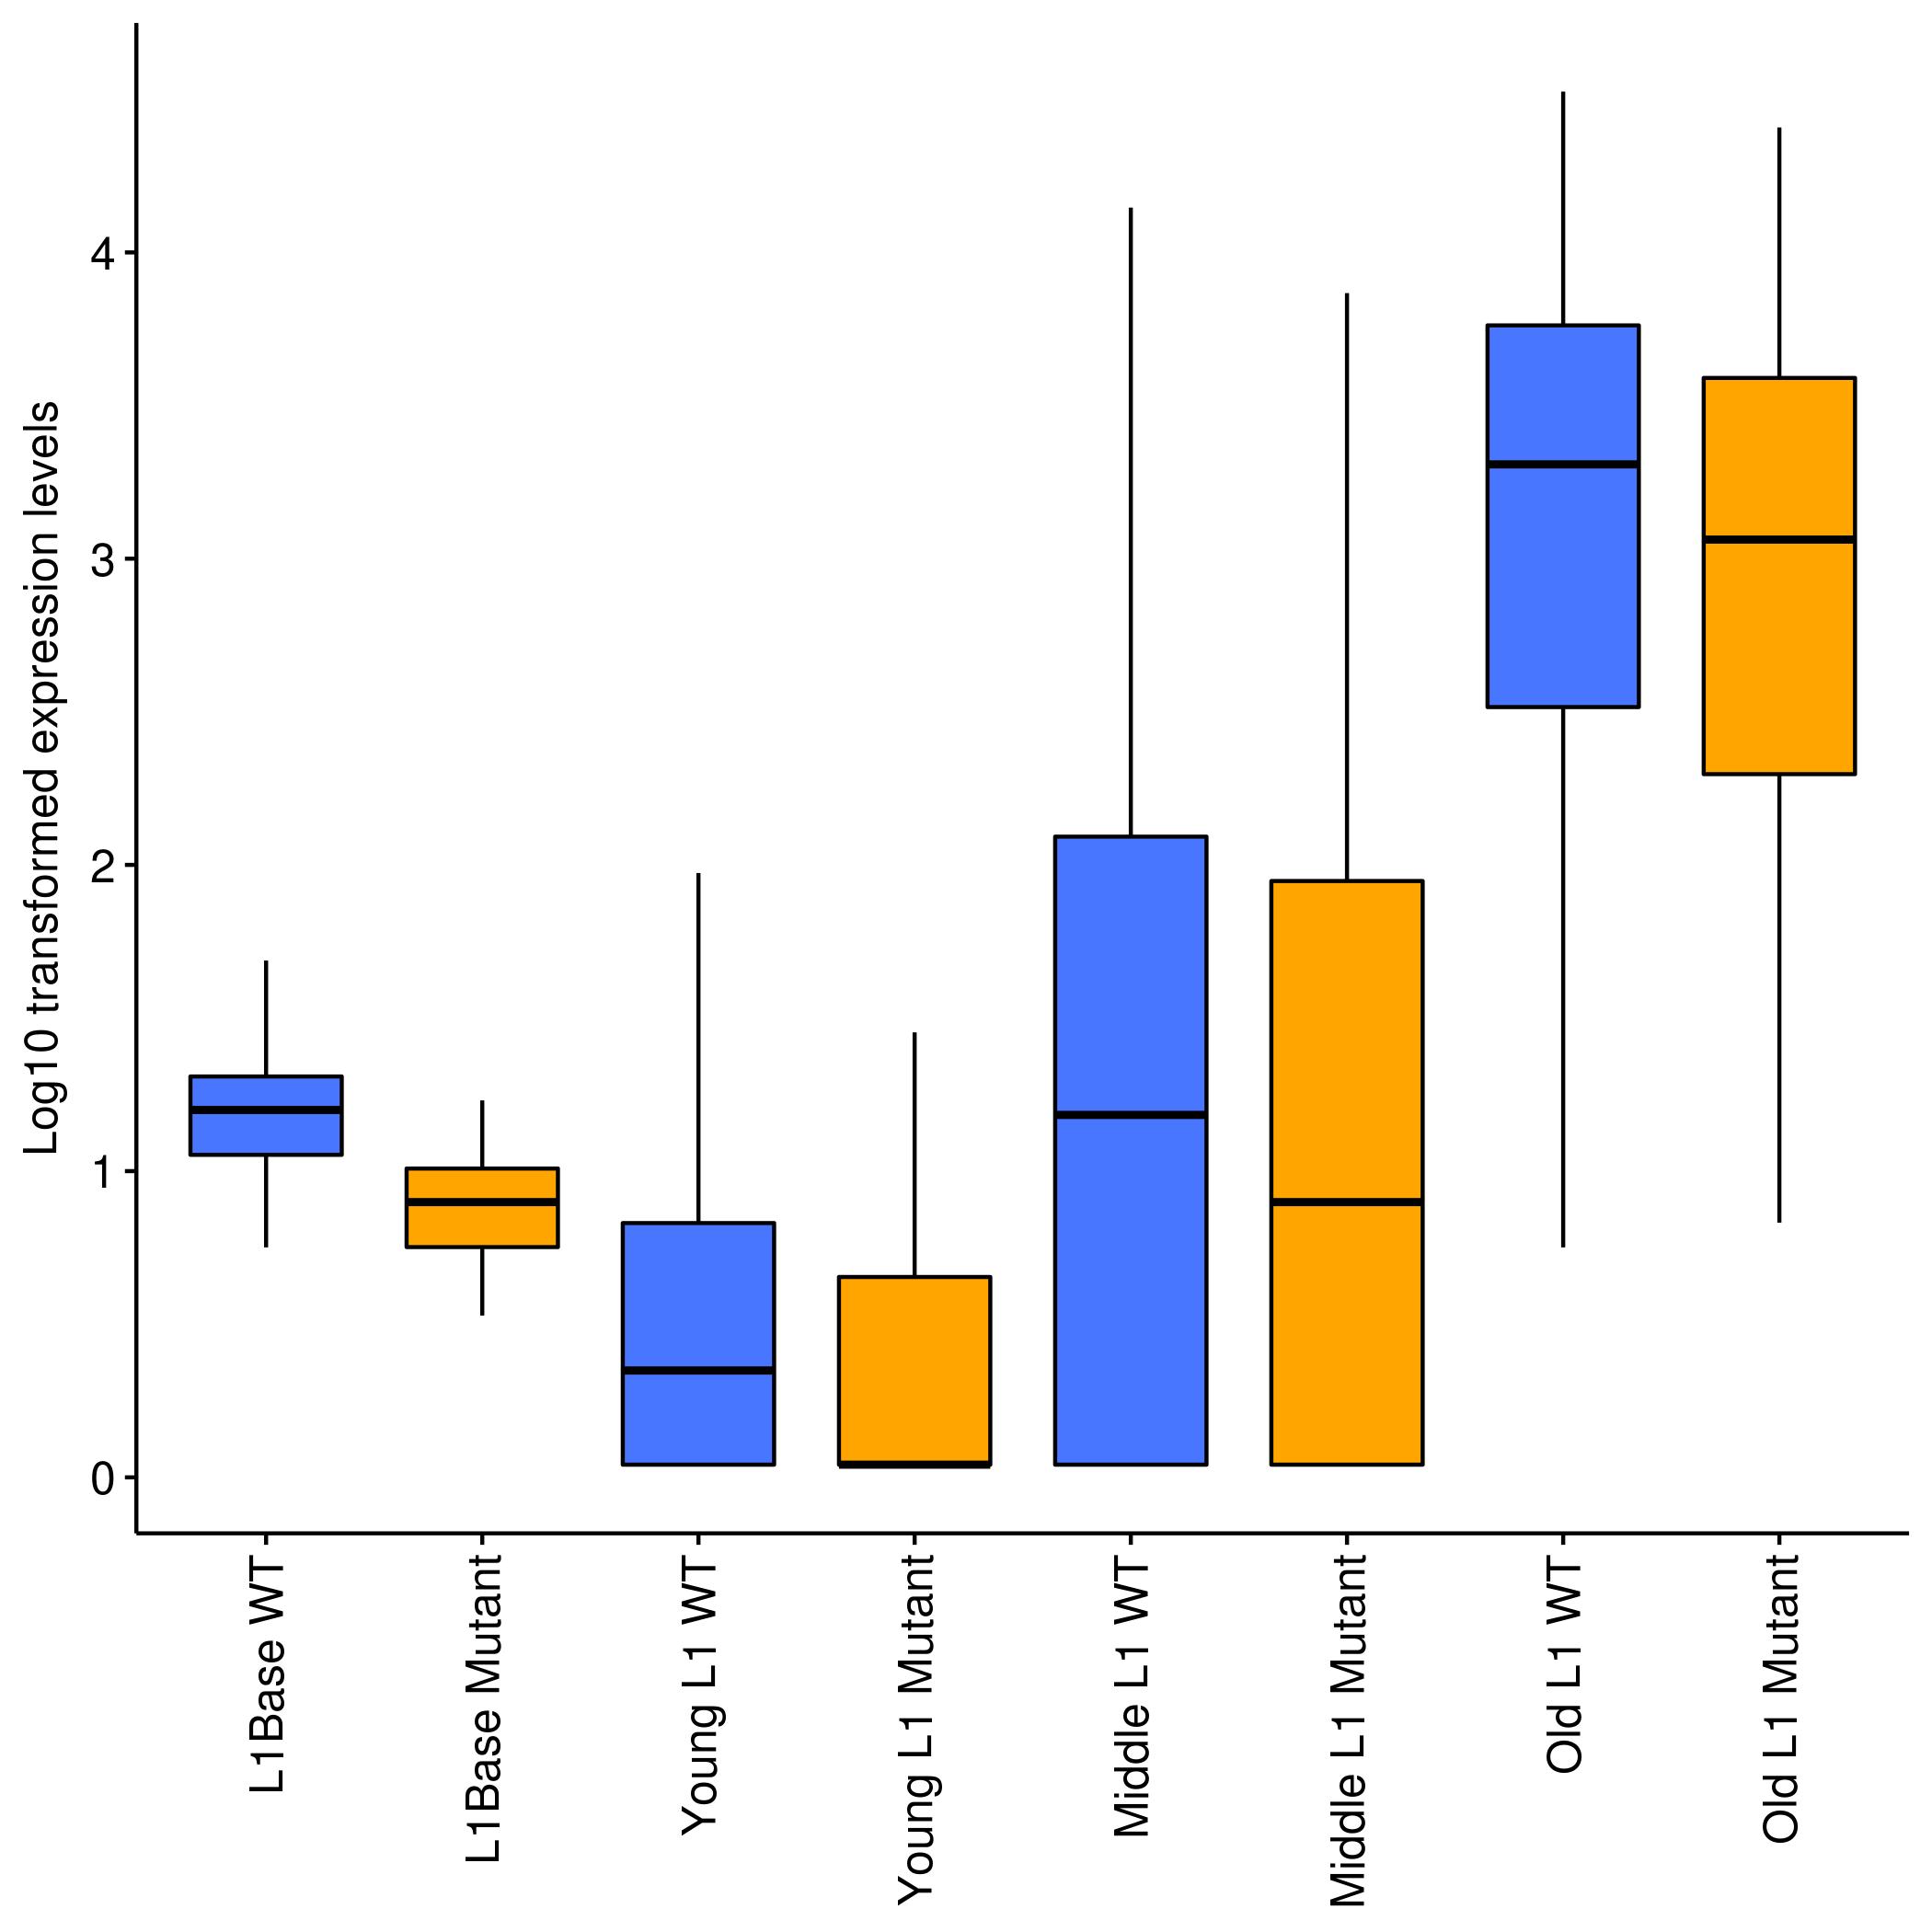 Log10 transformed expression levels
4
3
2
1
0
L1Base WT
L1Base Mutant
Young L1 WT
Young L1 Mutant
Middle L1 WT
Middle L1 Mutant
Old L1 WT
Old L1 Mutant